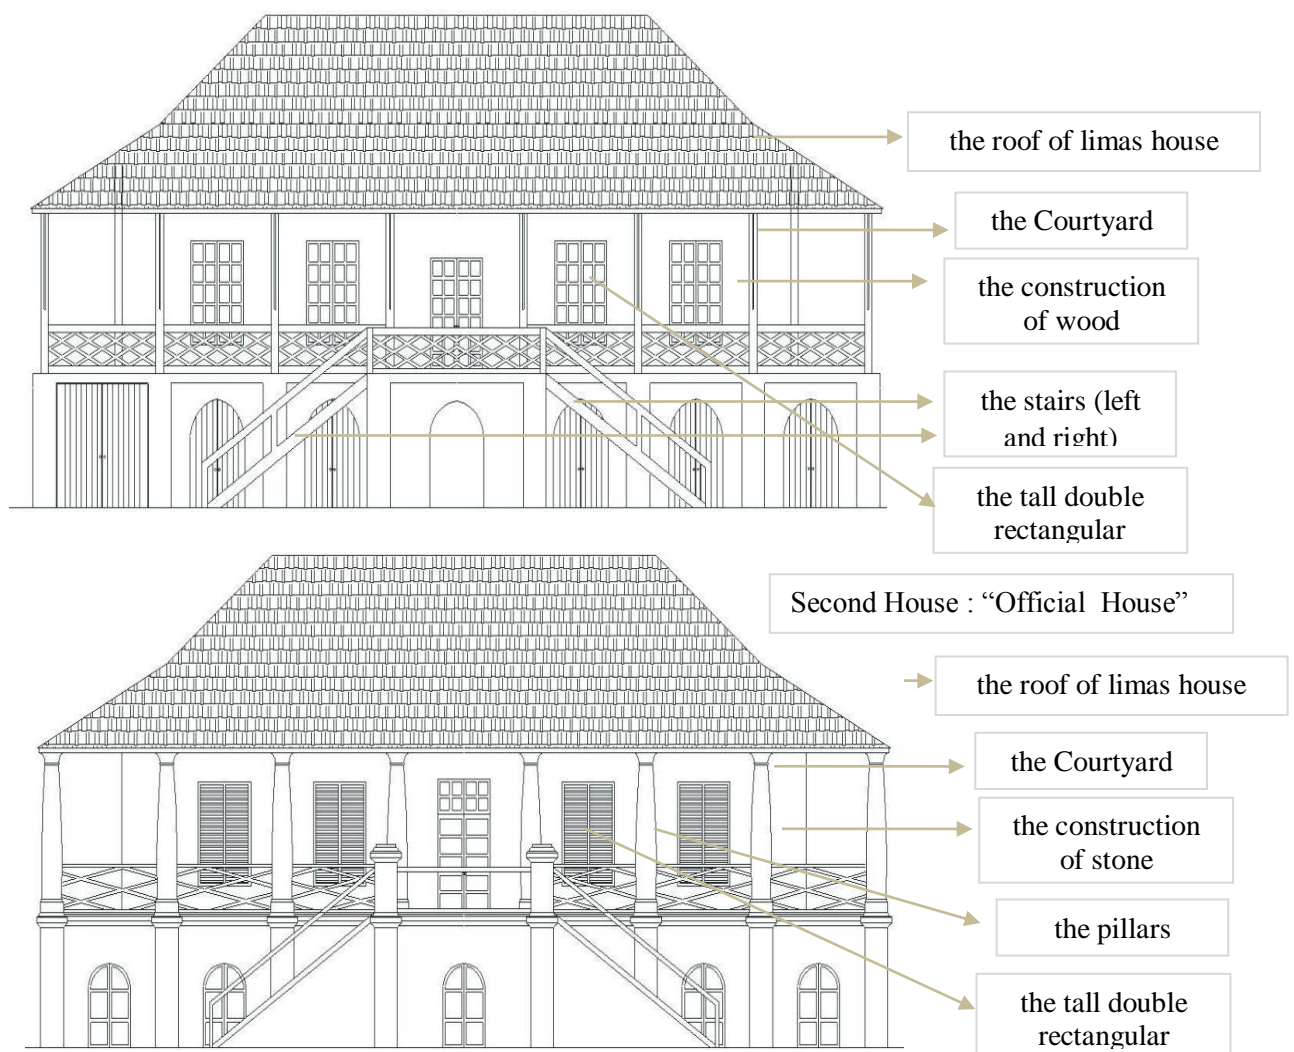 the roof of limas house
the Courtyard
the construction
of wood
the stairs (left
and right)
the tall double
rectangular
Second House : “Official  House”
the roof of limas house
the Courtyard
the construction
of stone
the pillars
the tall double
rectangular